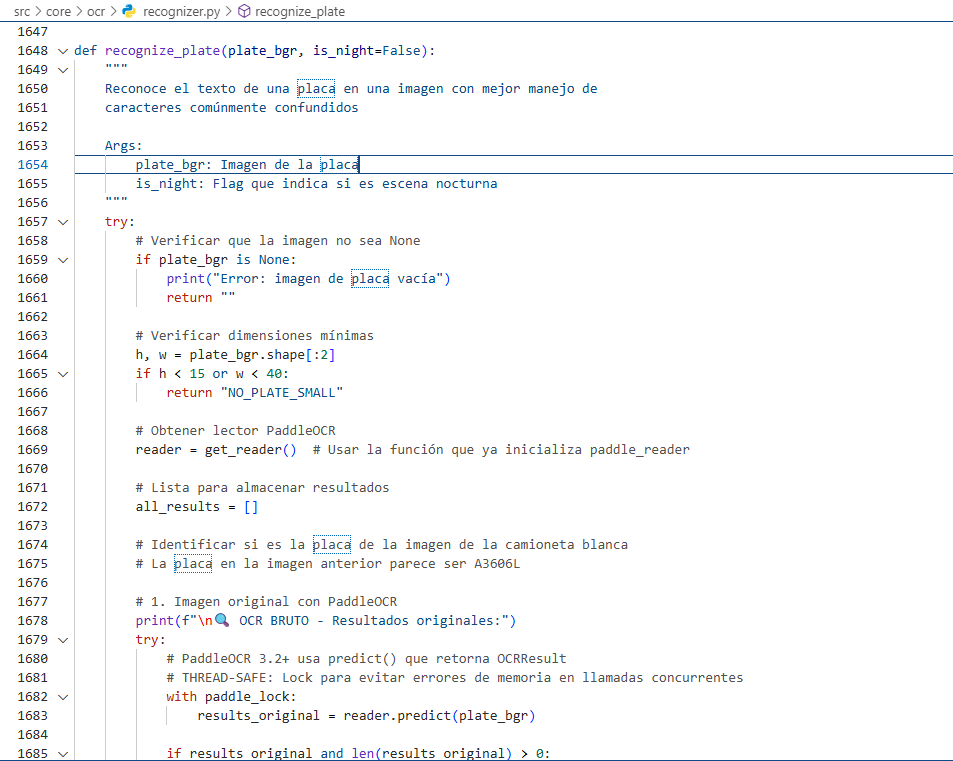 src > core > ocr > recognizer.py > recognize_plate
1647
1648 def recognize_plate(plate_bgr, is_night=False):
1649     """
1650     Reconoce el texto de una placa en una imagen con mejor manejo de
1651     caracteres comúnmente confundidos
1652
1653     Args:
1654         plate_bgr: Imagen de la placa
1655         is_night: Flag que indica si es escena nocturna
1656     """
1657     try:
1658         # Verificar que la imagen no sea None
1659         if plate_bgr is None:
1660             print("Error: imagen de placa vacía")
1661             return ""
1662
1663         # Verificar dimensiones mínimas
1664         h, w = plate_bgr.shape[:2]
1665         if h < 15 or w < 40:
1666             return "NO_PLATE_SMALL"
1667
1668         # Obtener lector PaddleOCR
1669         reader = get_reader()  # Usar la función que ya inicializa paddle_reader
1670
1671         # Lista para almacenar resultados
1672         all_results = []
1673
1674         # Identificar si es la placa de la imagen de la camioneta blanca
1675         # La placa en la imagen anterior parece ser A3606L
1676
1677         # 1. Imagen original con PaddleOCR
1678         print(f"\n🔍 OCR BRUTO - Resultados originales:")
1679         try:
1680             # PaddleOCR 3.2+ usa predict() que retorna OCRResult
1681             # THREAD-SAFE: Lock para evitar errores de memoria en llamadas concurrentes
1682             with paddle_lock:
1683                 results_original = reader.predict(plate_bgr)
1684
1685             if results_original and len(results_original) > 0: